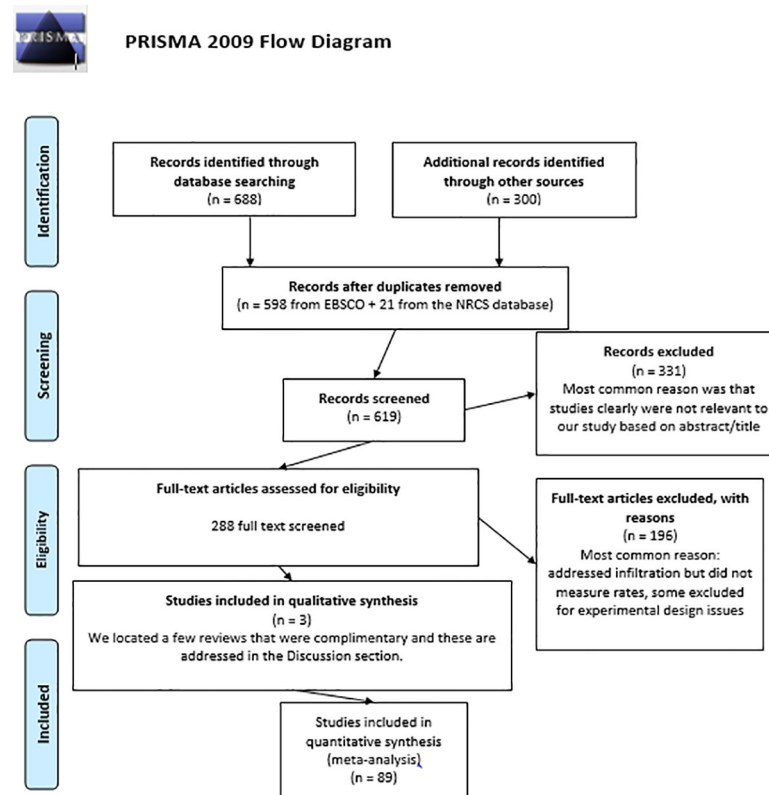 PRISMA
PRISMA 2009 Flow Diagram
Identification
Records identified through
database searching
(n = 688)
Additional records identified
through other sources
(n = 300)
Records after duplicates removed
(n = 598 from EBSCO + 21 from the NRCS database)
Screening
Records screened
(n = 619)
Records excluded
(n = 331)
Most common reason was that
studies clearly were not relevant to
our study based on abstract/title
Eligibility
Full-text articles assessed for eligibility
288 full text screened
Full-text articles excluded, with
reasons
(n = 196)
Most common reason:
addressed infiltration but did not
measure rates, some excluded
for experimental design issues
Studies included in qualitative synthesis
(n = 3)
We located a few reviews that were complimentary and these are
addressed in the Discussion section.
Included
Studies included in
quantitative synthesis
(meta-analysis)
(n = 89)